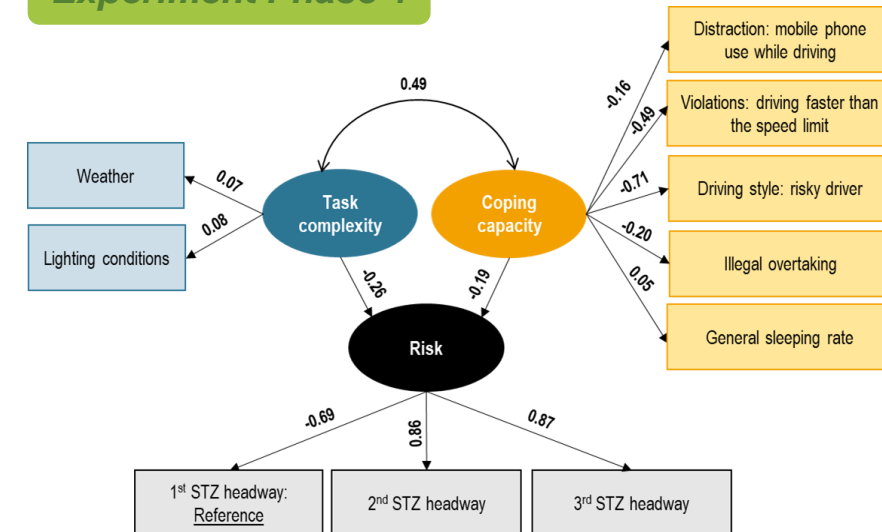 0.49
Distraction: mobile phone
use while driving
-0.16
Violations: driving faster than
the speed limit
-0.49
Weather
0.07
Task
complexity
Coping
capacity
-0.71
Driving style: risky driver
Lighting conditions
0.08
-0.20
Illegal overtaking
-0.26
-0.19
0.05
General sleeping rate
Risk
-0.69
0.86
0.87
1st STZ headway:
Reference
2nd STZ headway
3rd STZ headway